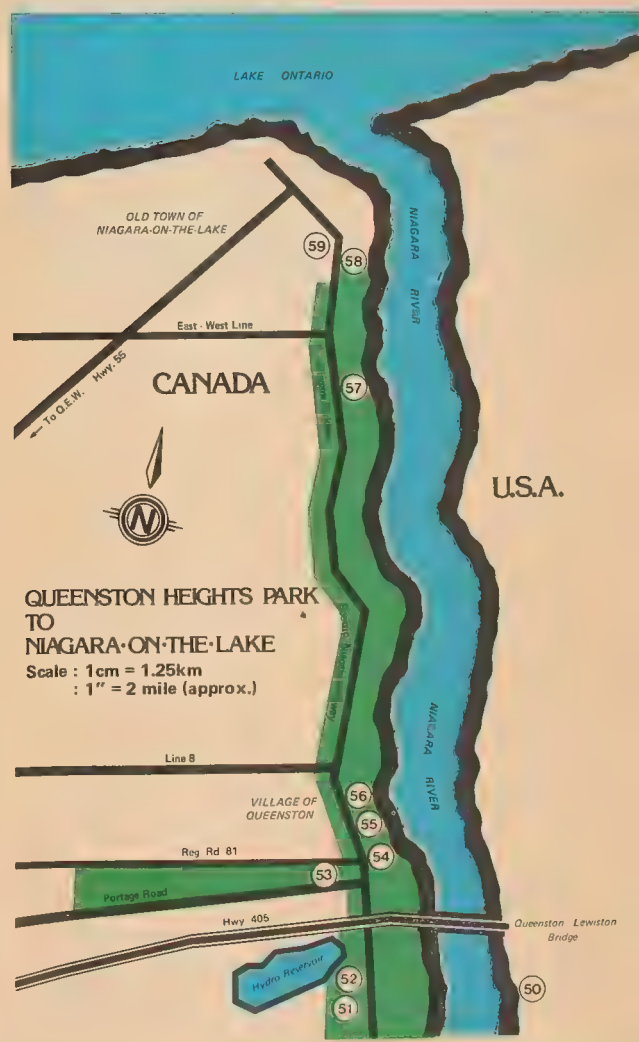 LAKE ONTARIO
OLD TOWN OF
NIAGARA-ON-THE-LAKE
59
58
NIAGARA
RIVER
East - West Line
57
To Q.E.W. Hwy. 55
CANADA
U.S.A.
N
QUEENSTON HEIGHTS PARK
TO
NIAGARA·ON·THE·LAKE
Scale : 1cm = 1.25km
: 1" = 2 mile (approx.)
NIAGARA
RIVER
Line 8
VILLAGE OF
QUEENSTON
56
55
54
Reg Rd 81
53
Portage Road
Hwy 405
Queenston Lewiston
Bridge
Hydro Reservoir
52
51
50